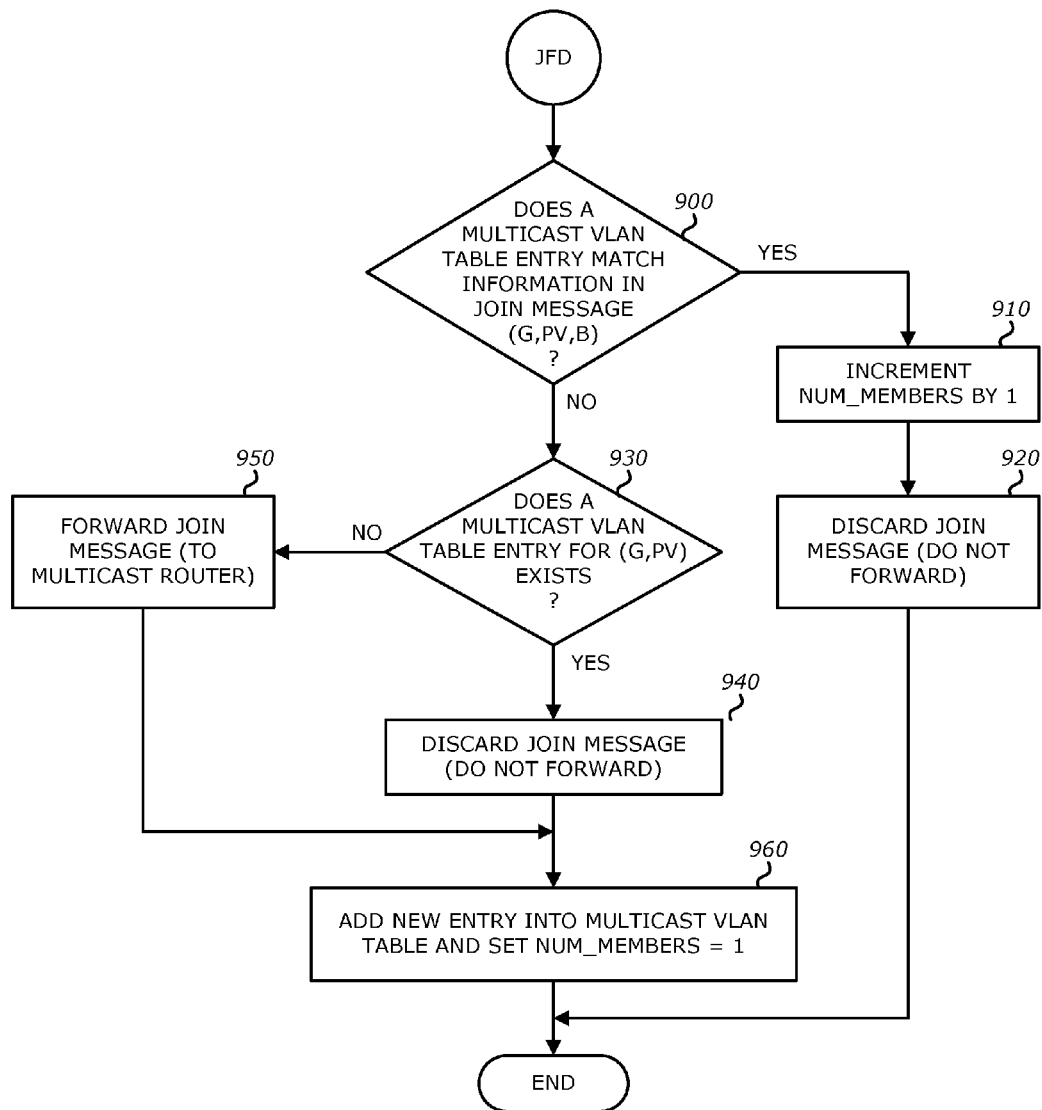 JFD
900
DOES A
MULTICAST VLAN
TABLE ENTRY MATCH
INFORMATION IN
JOIN MESSAGE
(G,PV,B)
?
YES
NO
910
INCREMENT
NUM_MEMBERS BY 1
920
DISCARD JOIN
MESSAGE (DO NOT
FORWARD)
930
DOES A
MULTICAST VLAN
TABLE ENTRY FOR (G,PV)
EXISTS
?
NO
YES
950
FORWARD JOIN
MESSAGE (TO
MULTICAST ROUTER)
940
DISCARD JOIN MESSAGE
(DO NOT FORWARD)
960
ADD NEW ENTRY INTO MULTICAST VLAN
TABLE AND SET NUM_MEMBERS = 1
END